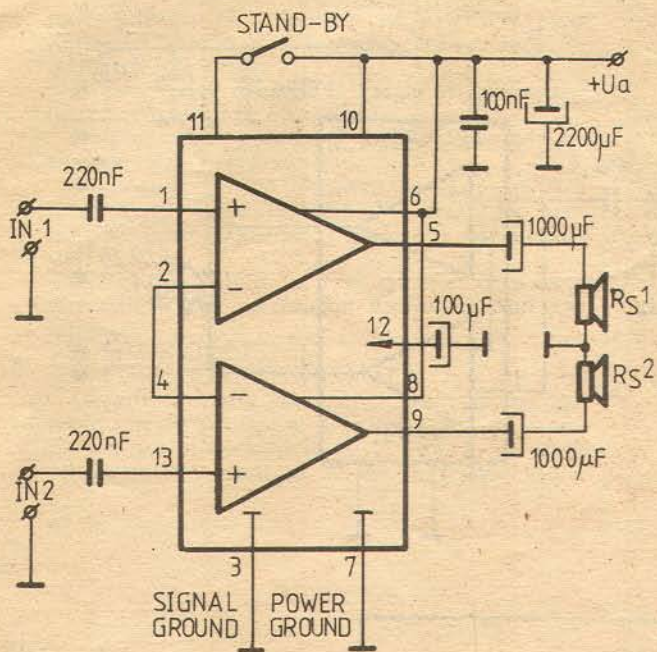 STAND-BY
+Ua
100nF
2200µF
11
10
220nF
1
+
6
5
1000µF
IN 1
2
-
RS1
12
100µF
4
-
8
RS2
9
220nF
13
+
1000µF
IN2
3
7
SIGNAL
GROUND
POWER
GROUND